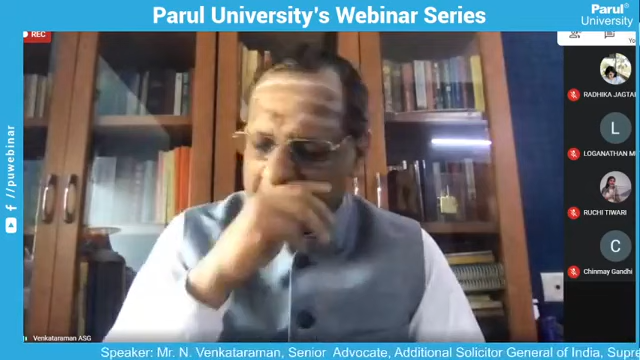 Parul University's Webinar Series
Parul®
University
REC
RADHIKA JAGTA
L
LOGANATHAN M
RUCHI TIWARI
C
Chinmay Gandhi
f //puwebinar
Venkataraman ASG
Speaker: Mr. N. Venkataraman, Senior Advocate, Additional Solicitor General of India, Supre